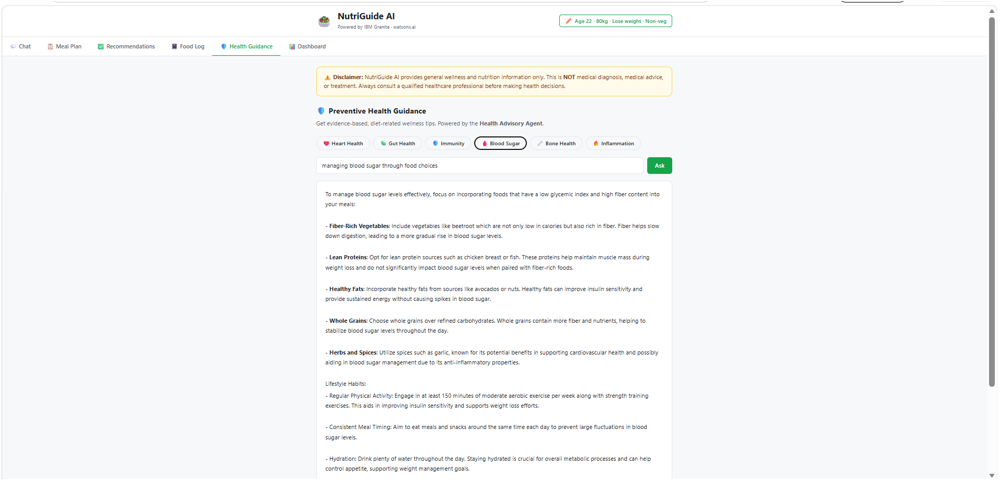 NutriGuide AI
Powered by IBM Granite · watsonx.ai
Age 22 · 80kg · Lose weight · Non-veg
Chat
Meal Plan
Recommendations
Food Log
Health Guidance
Dashboard
Disclaimer: NutriGuide AI provides general wellness and nutrition information only. This is NOT medical diagnosis, medical advice,
or treatment. Always consult a qualified healthcare professional before making health decisions.
Preventive Health Guidance
Get evidence-based, diet-related wellness tips. Powered by the Health Advisory Agent.
Heart Health
Gut Health
Immunity
Blood Sugar
Bone Health
Inflammation
managing blood sugar through food choices
Ask
To manage blood sugar levels effectively, focus on incorporating foods that have a low glycemic index and high fiber content into
your meals:
- Fiber-Rich Vegetables: Include vegetables like beetroot which are not only low in calories but also rich in fiber. Fiber helps slow
down digestion, leading to a more gradual rise in blood sugar levels.
- Lean Proteins: Opt for lean protein sources such as chicken breast or fish. These proteins help maintain muscle mass during
weight loss and do not significantly impact blood sugar levels when paired with fiber-rich foods.
- Healthy Fats: Incorporate healthy fats from sources like avocados or nuts. Healthy fats can improve insulin sensitivity and
provide sustained energy without causing spikes in blood sugar.
- Whole Grains: Choose whole grains over refined carbohydrates. Whole grains contain more fiber and nutrients, helping to
stabilize blood sugar levels throughout the day.
- Herbs and Spices: Utilize spices such as garlic, known for its potential benefits in supporting cardiovascular health and possibly
aiding in blood sugar management due to its anti-inflammatory properties.
Lifestyle Habits:
- Regular Physical Activity: Engage in at least 150 minutes of moderate aerobic exercise per week along with strength training
exercises. This aids in improving insulin sensitivity and supports weight loss efforts.
- Consistent Meal Timing: Aim to eat meals and snacks around the same time each day to prevent large fluctuations in blood
sugar levels.
- Hydration: Drink plenty of water throughout the day. Staying hydrated is crucial for overall metabolic processes and can help
control appetite, supporting weight management goals.